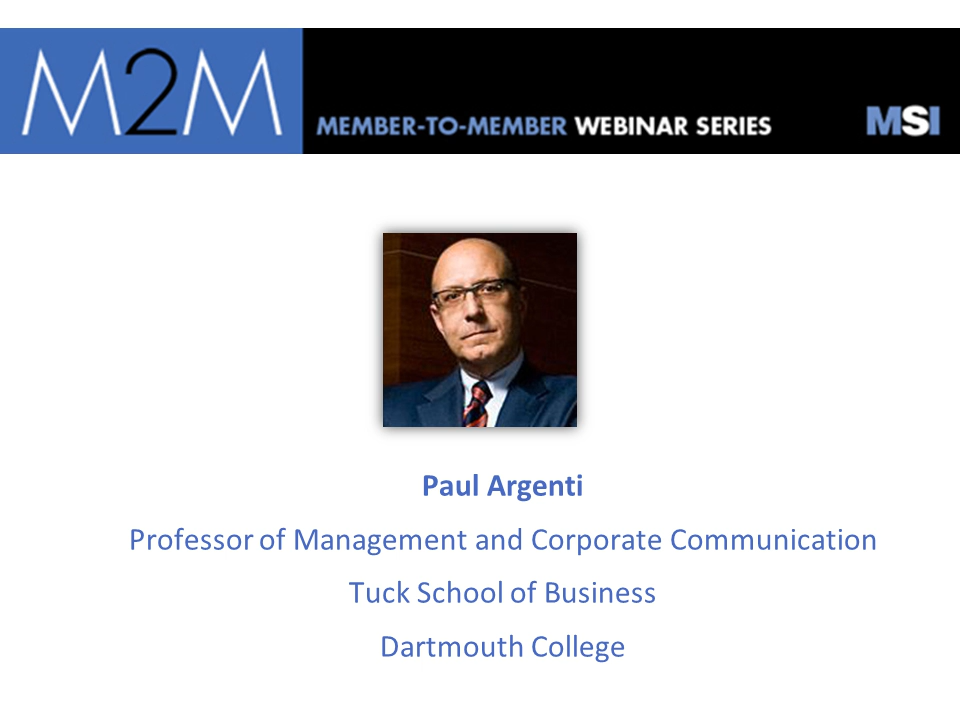 M2M
MEMBER-TO-MEMBER WEBINAR SERIES
MSI
Paul Argenti
Professor of Management and Corporate Communication
Tuck School of Business
Dartmouth College